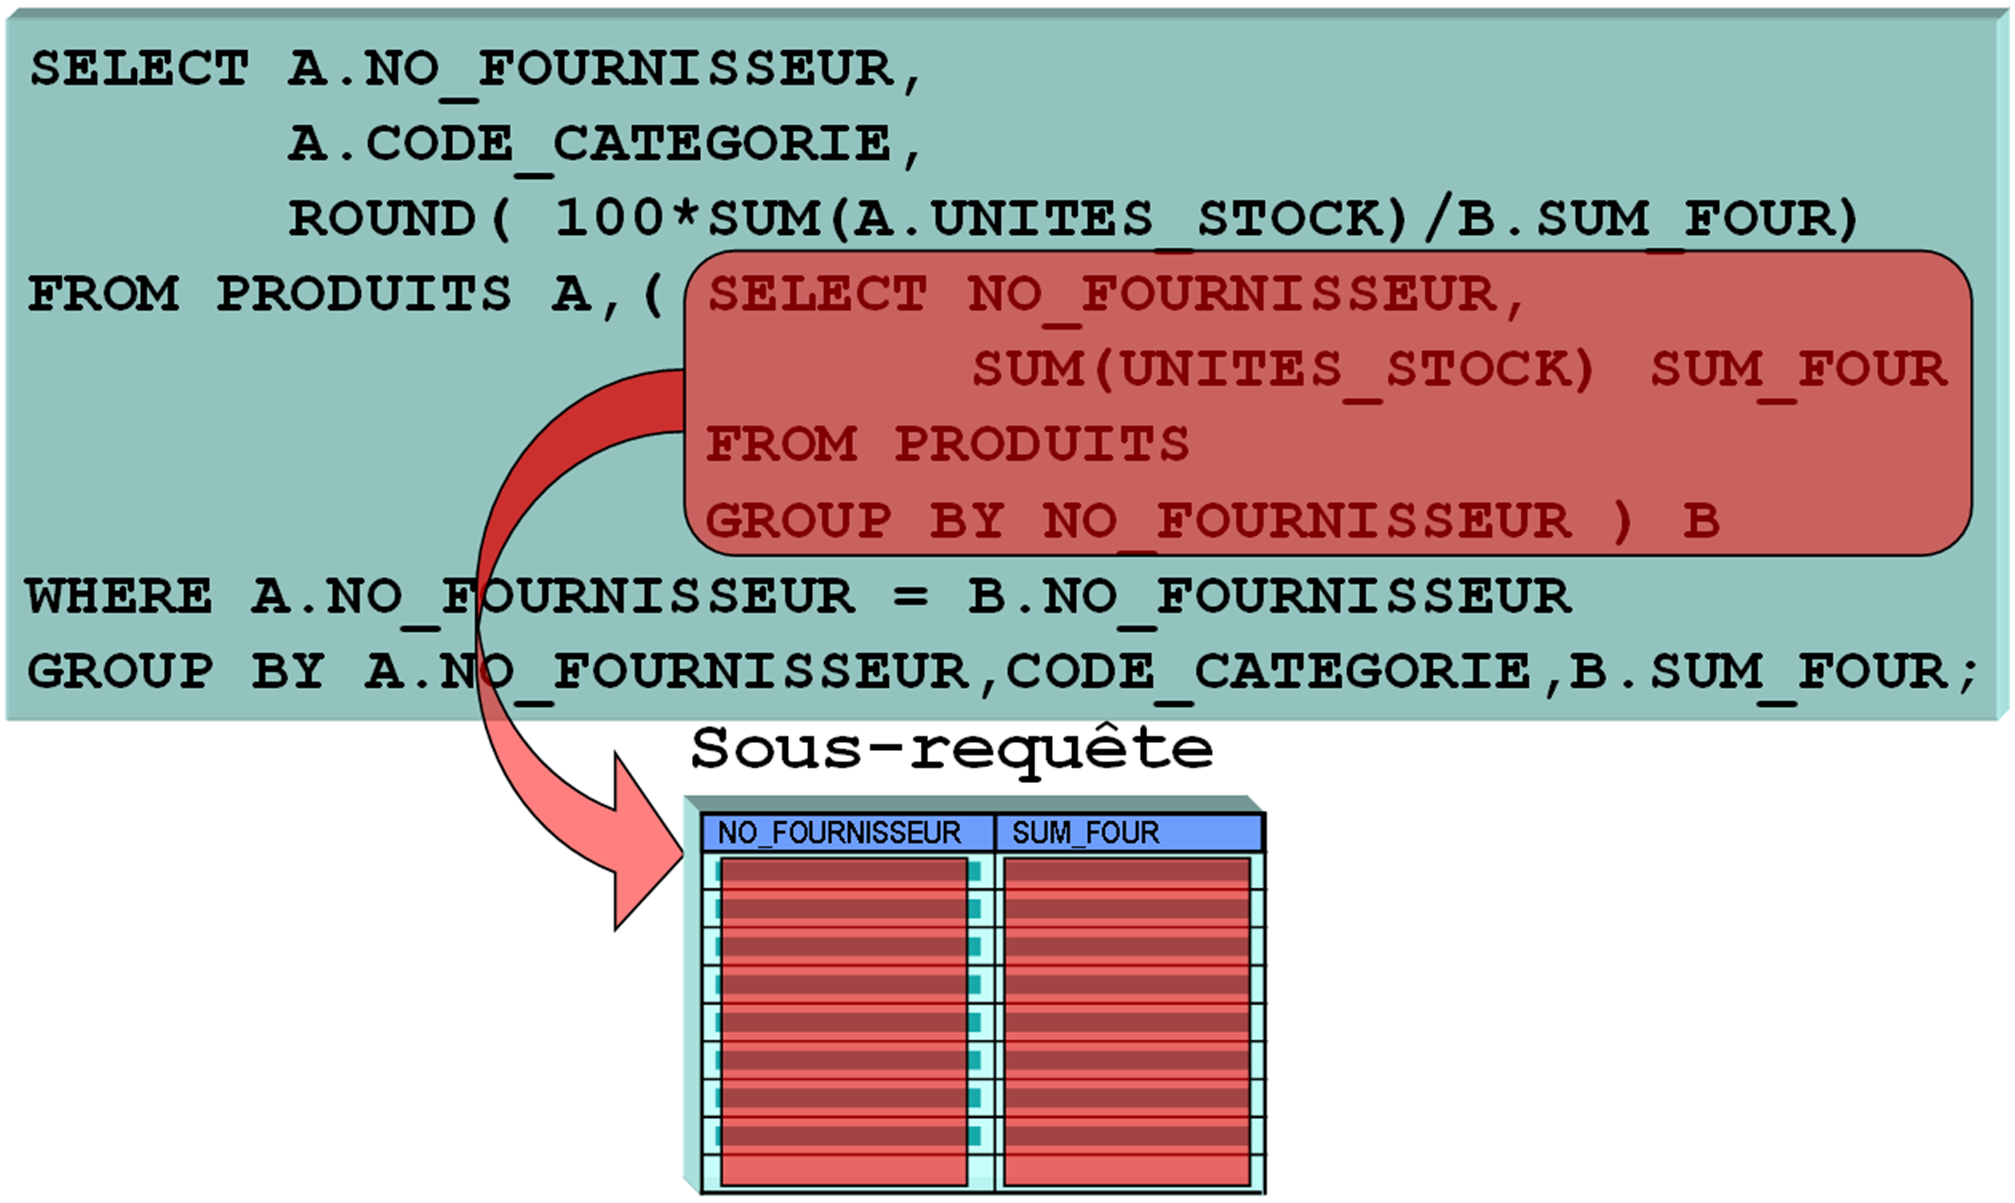 SELECT A.NO_FOURNISSEUR,
A.CODE_CATEGORIE,
ROUND( 100*SUM(A.UNITES_STOCK)/B.SUM_FOUR)
FROM PRODUITS A,( SELECT NO_FOURNISSEUR,
SUM(UNITES_STOCK) SUM_FOUR
FROM PRODUITS
GROUP BY NO_FOURNISSEUR ) B
WHERE A.NO_FOURNISSEUR = B.NO_FOURNISSEUR
GROUP BY A.NO_FOURNISSEUR,CODE_CATEGORIE,B.SUM_FOUR;
Sous-requête
NO_FOURNISSEUR SUM_FOUR